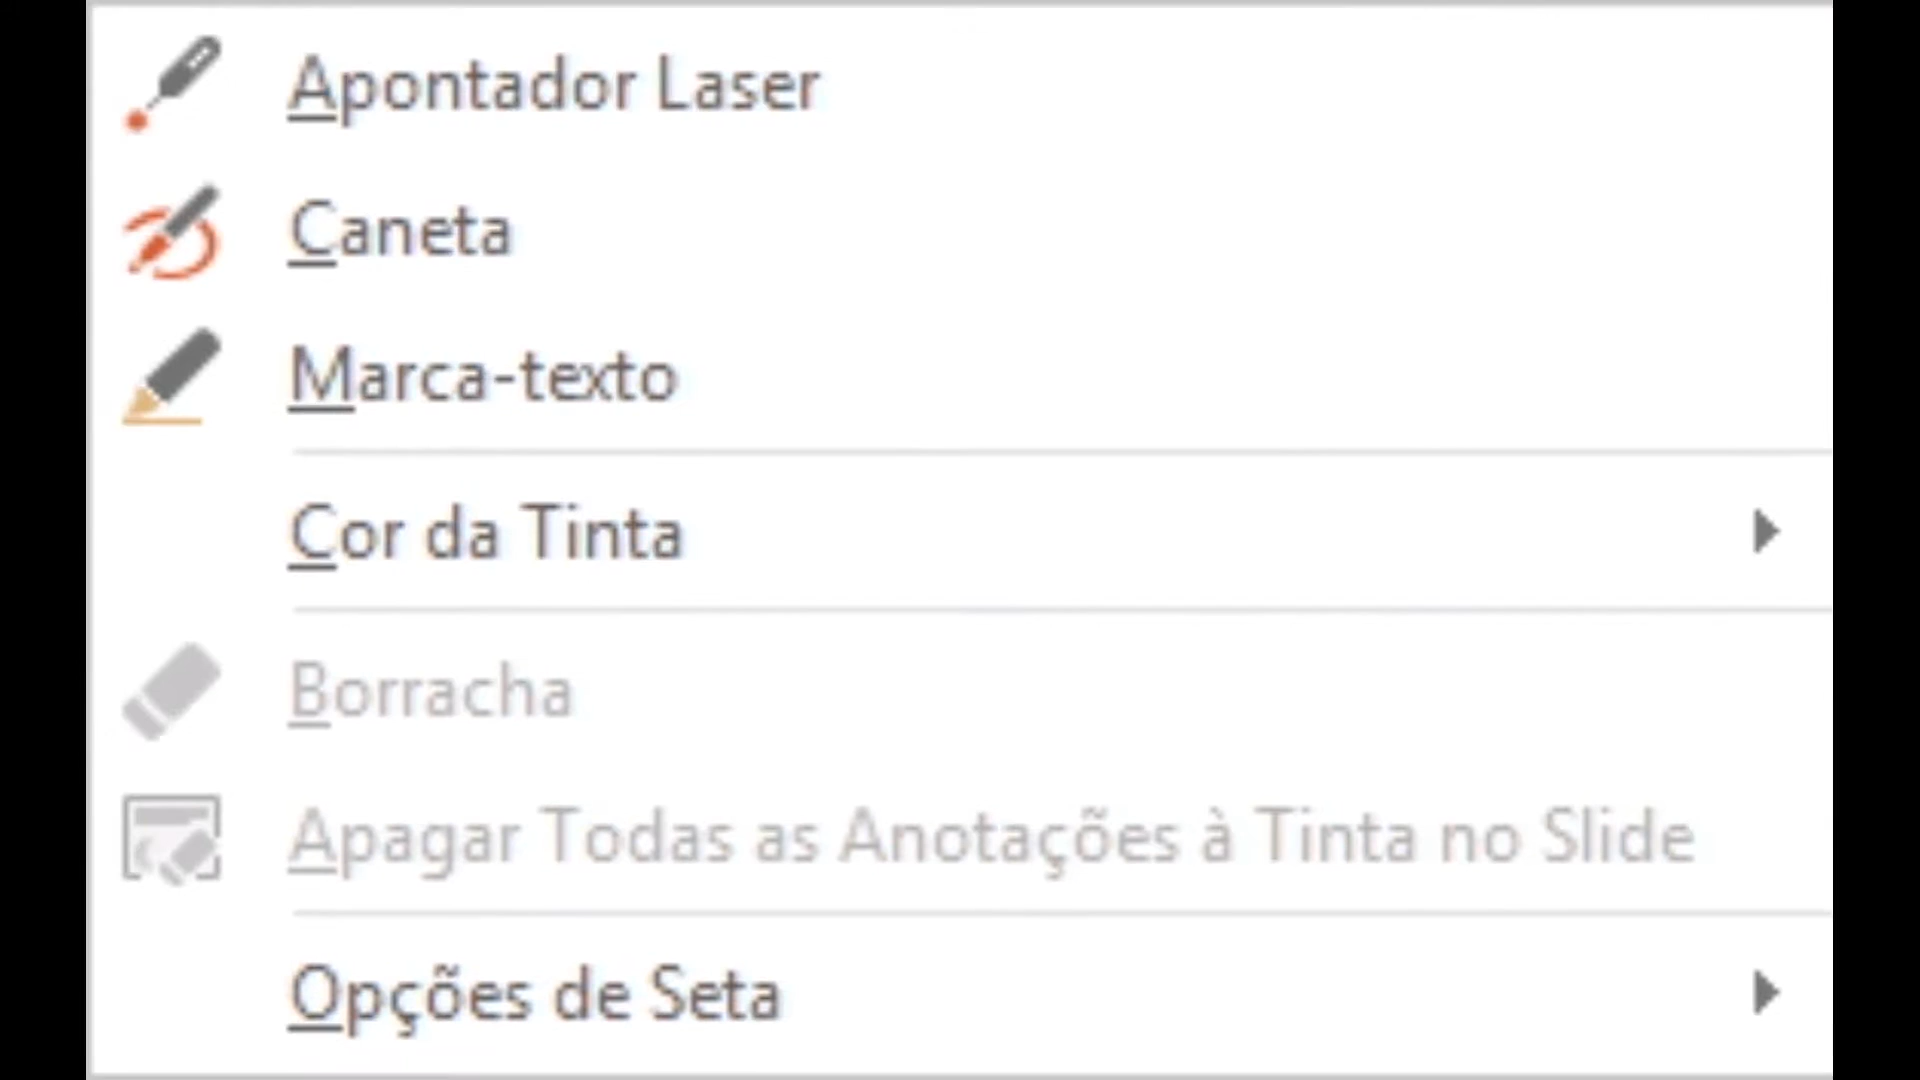 Apontador Laser
Caneta
Marca-texto
Cor da Tinta
Borracha
Apagar Todas as Anotações à Tinta no Slide
Opções de Seta